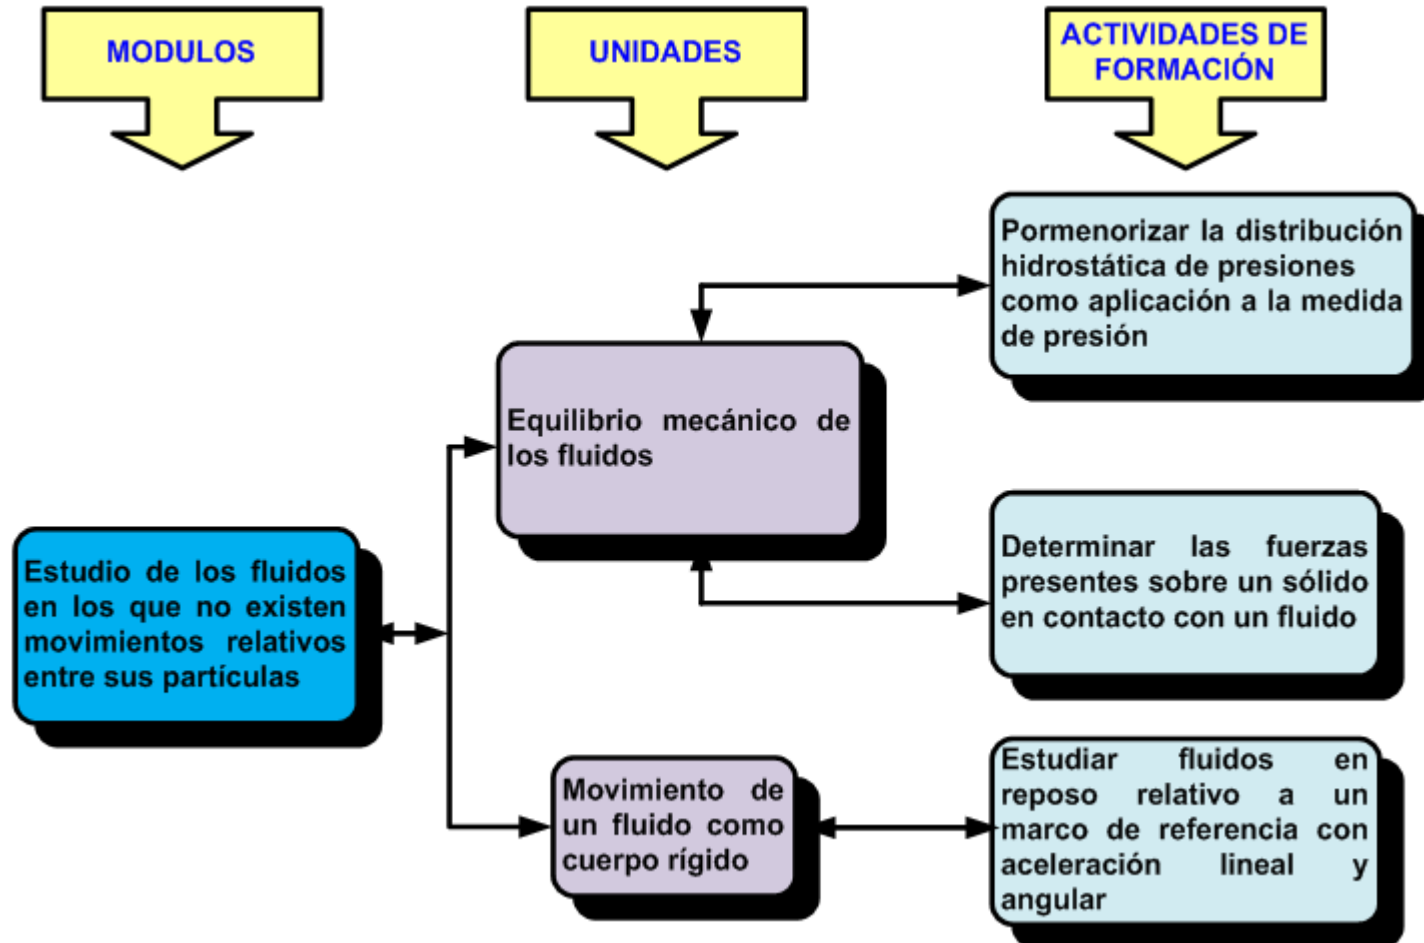 MODULOS
UNIDADES
ACTIVIDADES DE
FORMACIÓN
Pormenorizar la distribución
hidrostática de presiones
como aplicación a la medida
de presión
Equilibrio mecánico de
los fluidos
Determinar las fuerzas
presentes sobre un sólido
en contacto con un fluido
Estudio de los fluidos
en los que no existen
movimientos relativos
entre sus partículas
Movimiento de
un fluido como
cuerpo rígido
Estudiar fluidos en
reposo relativo a un
marco de referencia con
aceleración lineal y
angular